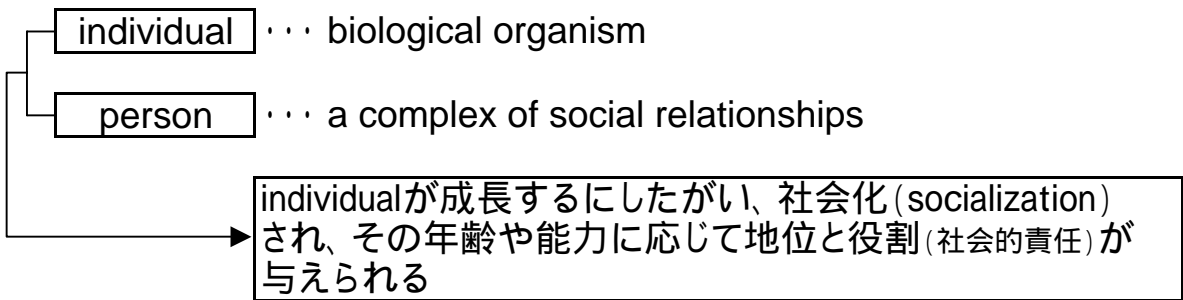 individual ・・・ biological organism
person ・・・ a complex of social relationships
individualが成長するにしたがい、社会化(socialization)
され、その年齢や能力に応じて地位と役割(社会的責任)が
与えられる